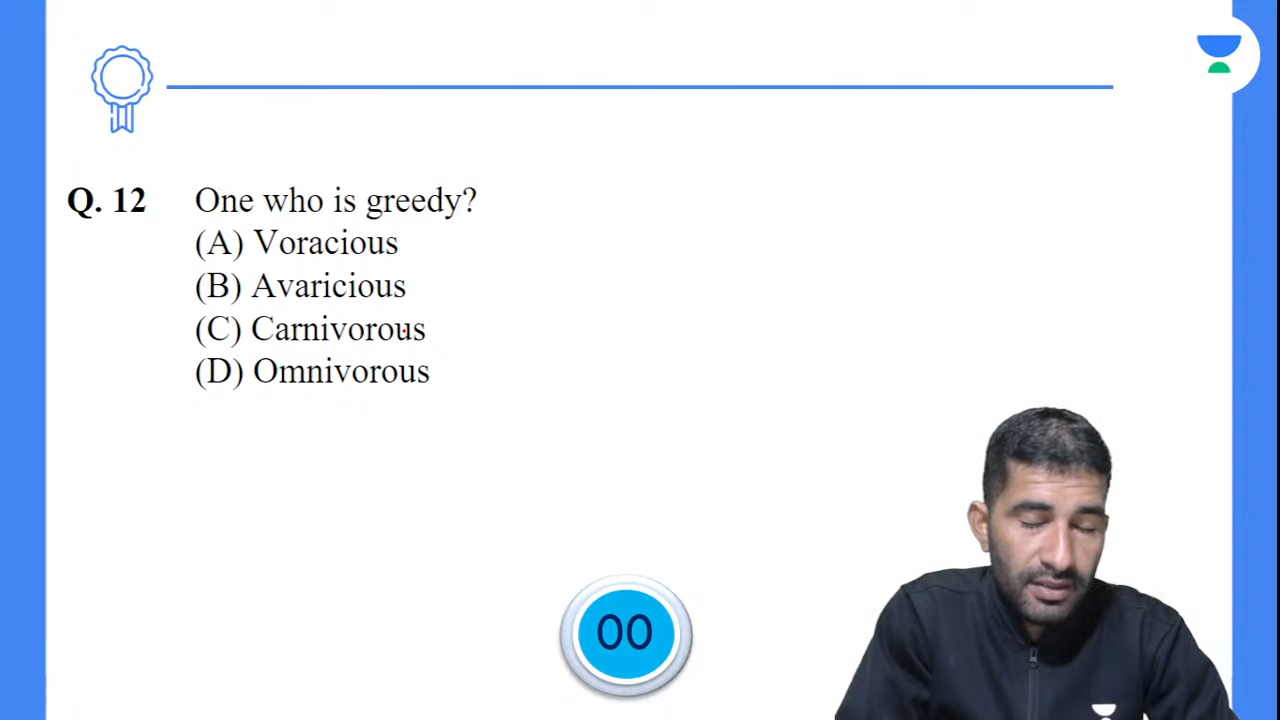 Q. 12 One who is greedy?
(A) Voracious
(B) Avaricious
(C) Carnivorous
(D) Omnivorous
00